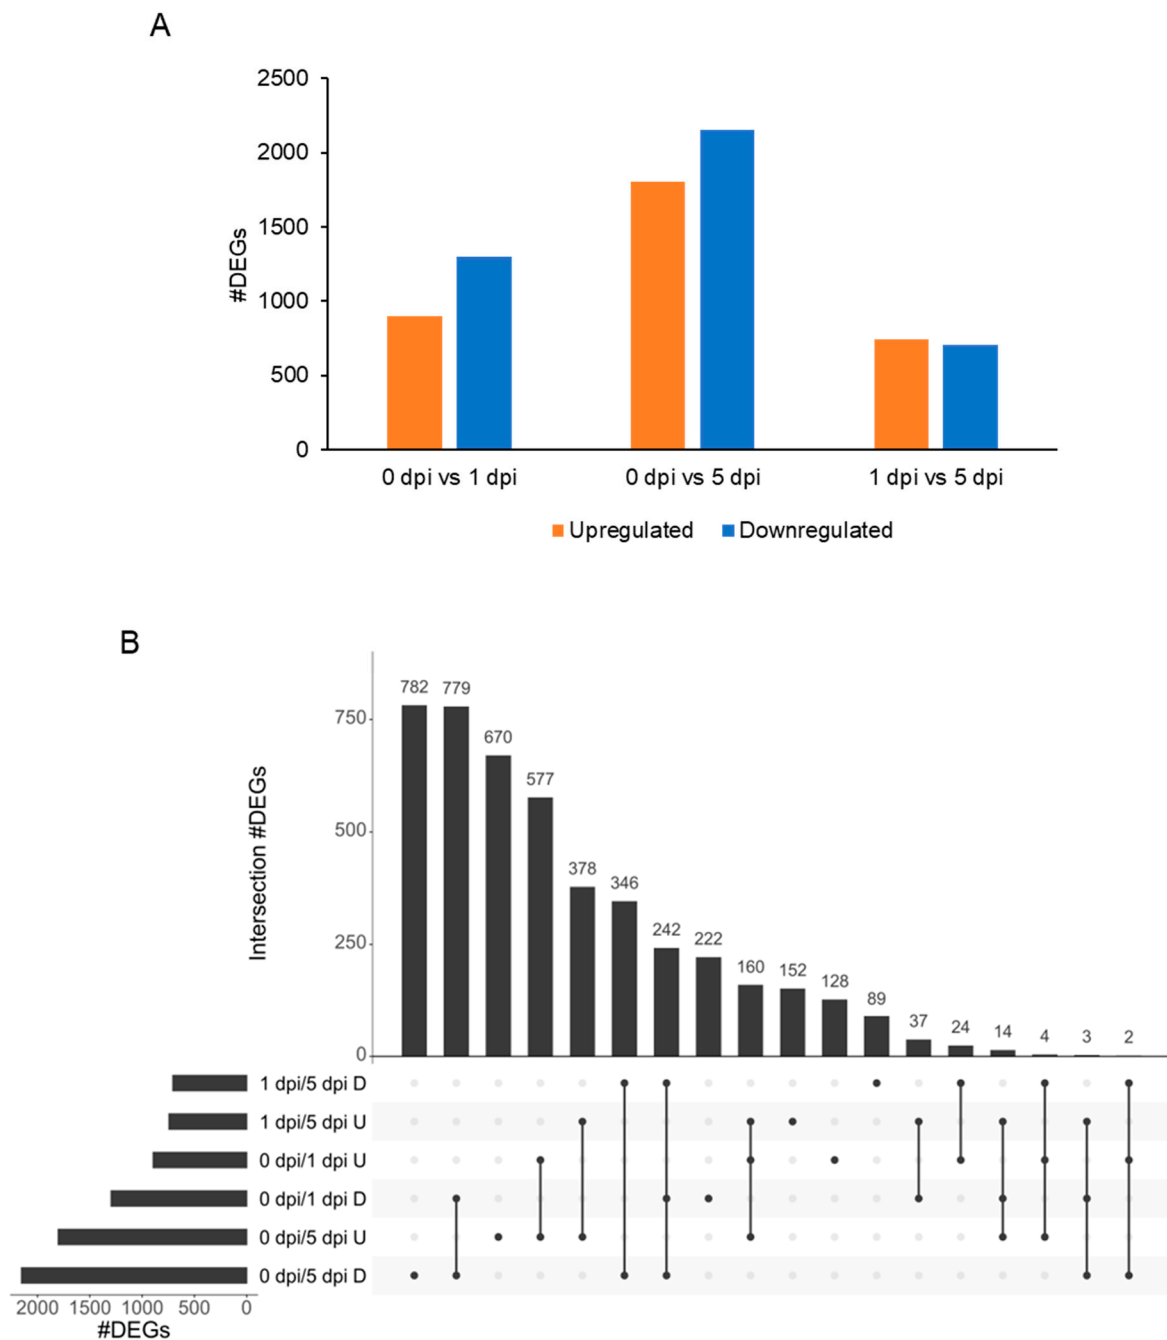 A
2500
2000
1500
1000
500
0
#DEGs
0 dpi vs 1 dpi 0 dpi vs 5 dpi 1 dpi vs 5 dpi
Upregulated Downregulated
B
782 779 670 577 378 346 242 222 160 152 128 89 37 24 14 4 3 2
750
500
250
0
Intersection #DEGs
1 dpi/5 dpi D
1 dpi/5 dpi U
0 dpi/1 dpi U
0 dpi/1 dpi D
0 dpi/5 dpi U
0 dpi/5 dpi D
2000 1500 1000 500 0
#DEGs